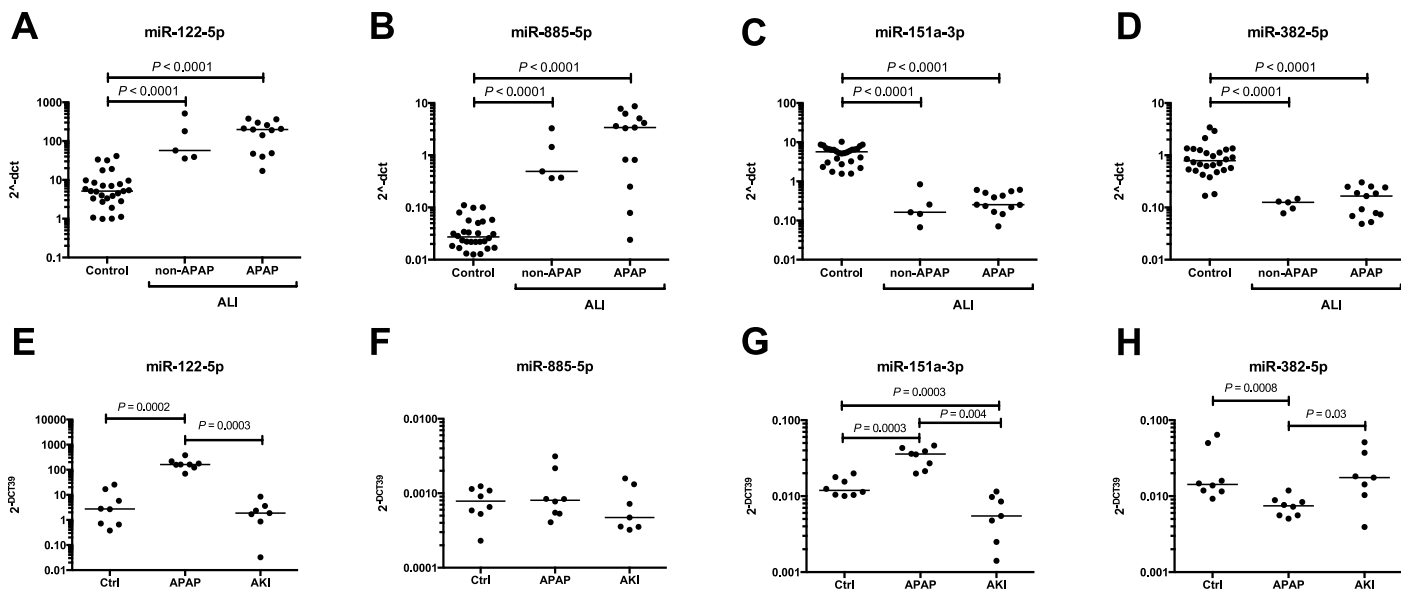 A
miR-122-5p
P < 0.0001
P < 0.0001
2^-dct
1000
100
10
1
0.1
Control
non-APAP
APAP
ALI
B
miR-885-5p
P < 0.0001
P < 0.0001
2^-dct
10
1
0.10
0.01
Control
non-APAP
APAP
ALI
C
miR-151a-3p
P < 0.0001
P < 0.0001
2^-dct
100
10
1
0.10
0.01
Control
non-APAP
APAP
ALI
D
miR-382-5p
P < 0.0001
P < 0.0001
2^-dct
10
1
0.10
0.01
Control
non-APAP
APAP
ALI
E
miR-122-5p
P = 0.0002
P = 0.0003
2-DCT39
10000
1000
100
10
1
0.10
0.01
Ctrl
APAP
AKI
F
miR-885-5p
2-DCT39
0.0100
0.0010
0.0001
Ctrl
APAP
AKI
G
miR-151a-3p
P = 0.0003
P = 0.004
P = 0.0003
2-DCT39
0.100
0.010
0.001
Ctrl
APAP
AKI
H
miR-382-5p
P = 0.0008
P = 0.03
2-DCT39
0.100
0.010
0.001
Ctrl
APAP
AKI